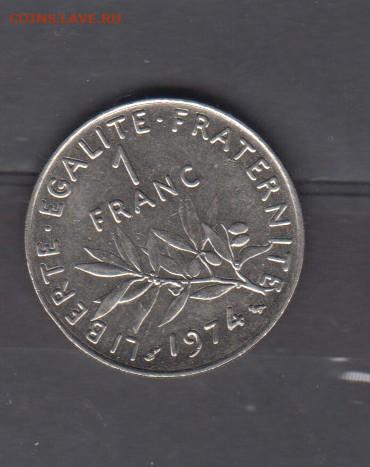 COINS.LAVE.RU
LIBERTE · EGALITE · FRATERNITE
1
FRANC
1974